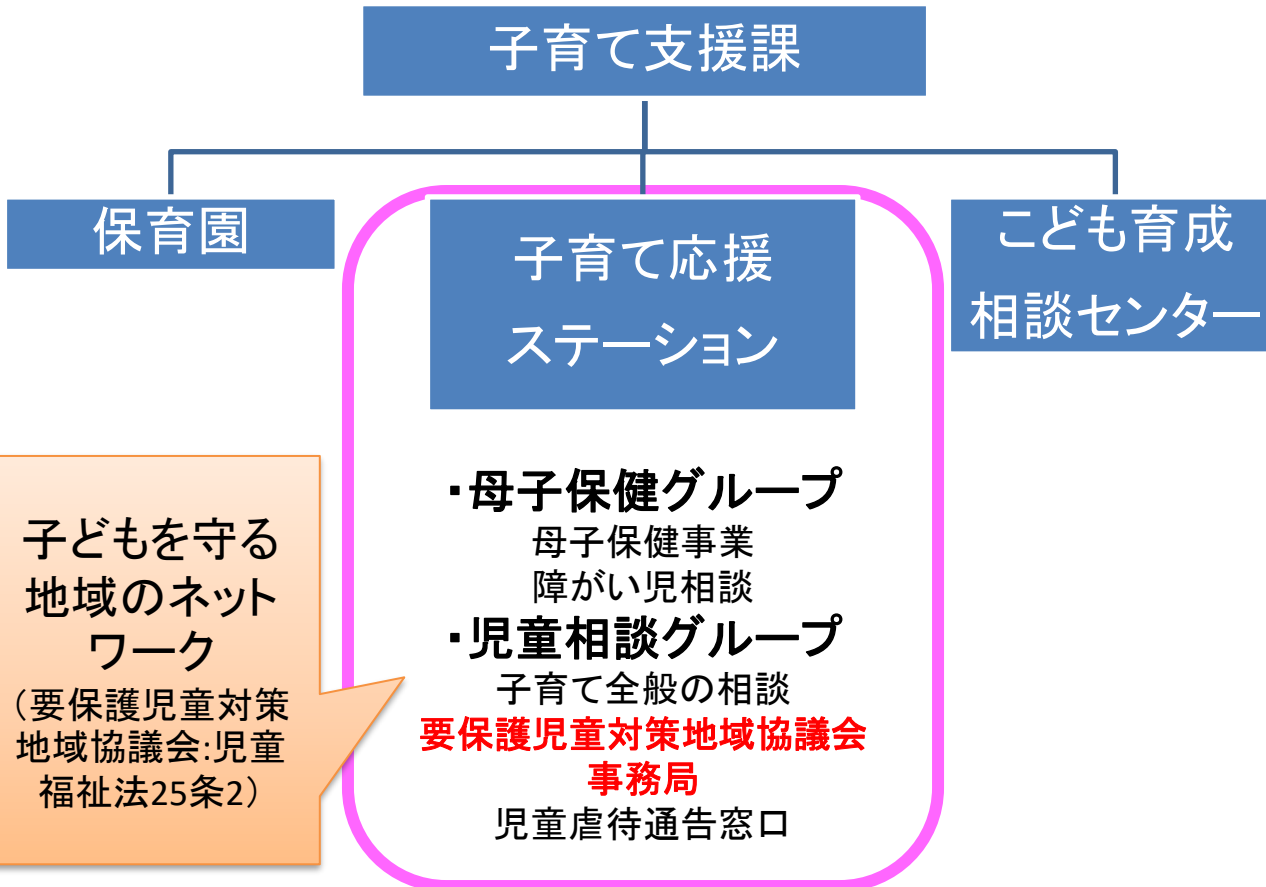 子育て支援課
保育園
子育て応援
ステーション
こども育成
相談センター
・母子保健グループ
母子保健事業
障がい児相談
・児童相談グループ
子育て全般の相談
要保護児童対策地域協議会
事務局
児童虐待通告窓口
子どもを守る
地域のネット
ワーク
（要保護児童対策
地域協議会:児童
福祉法25条2）